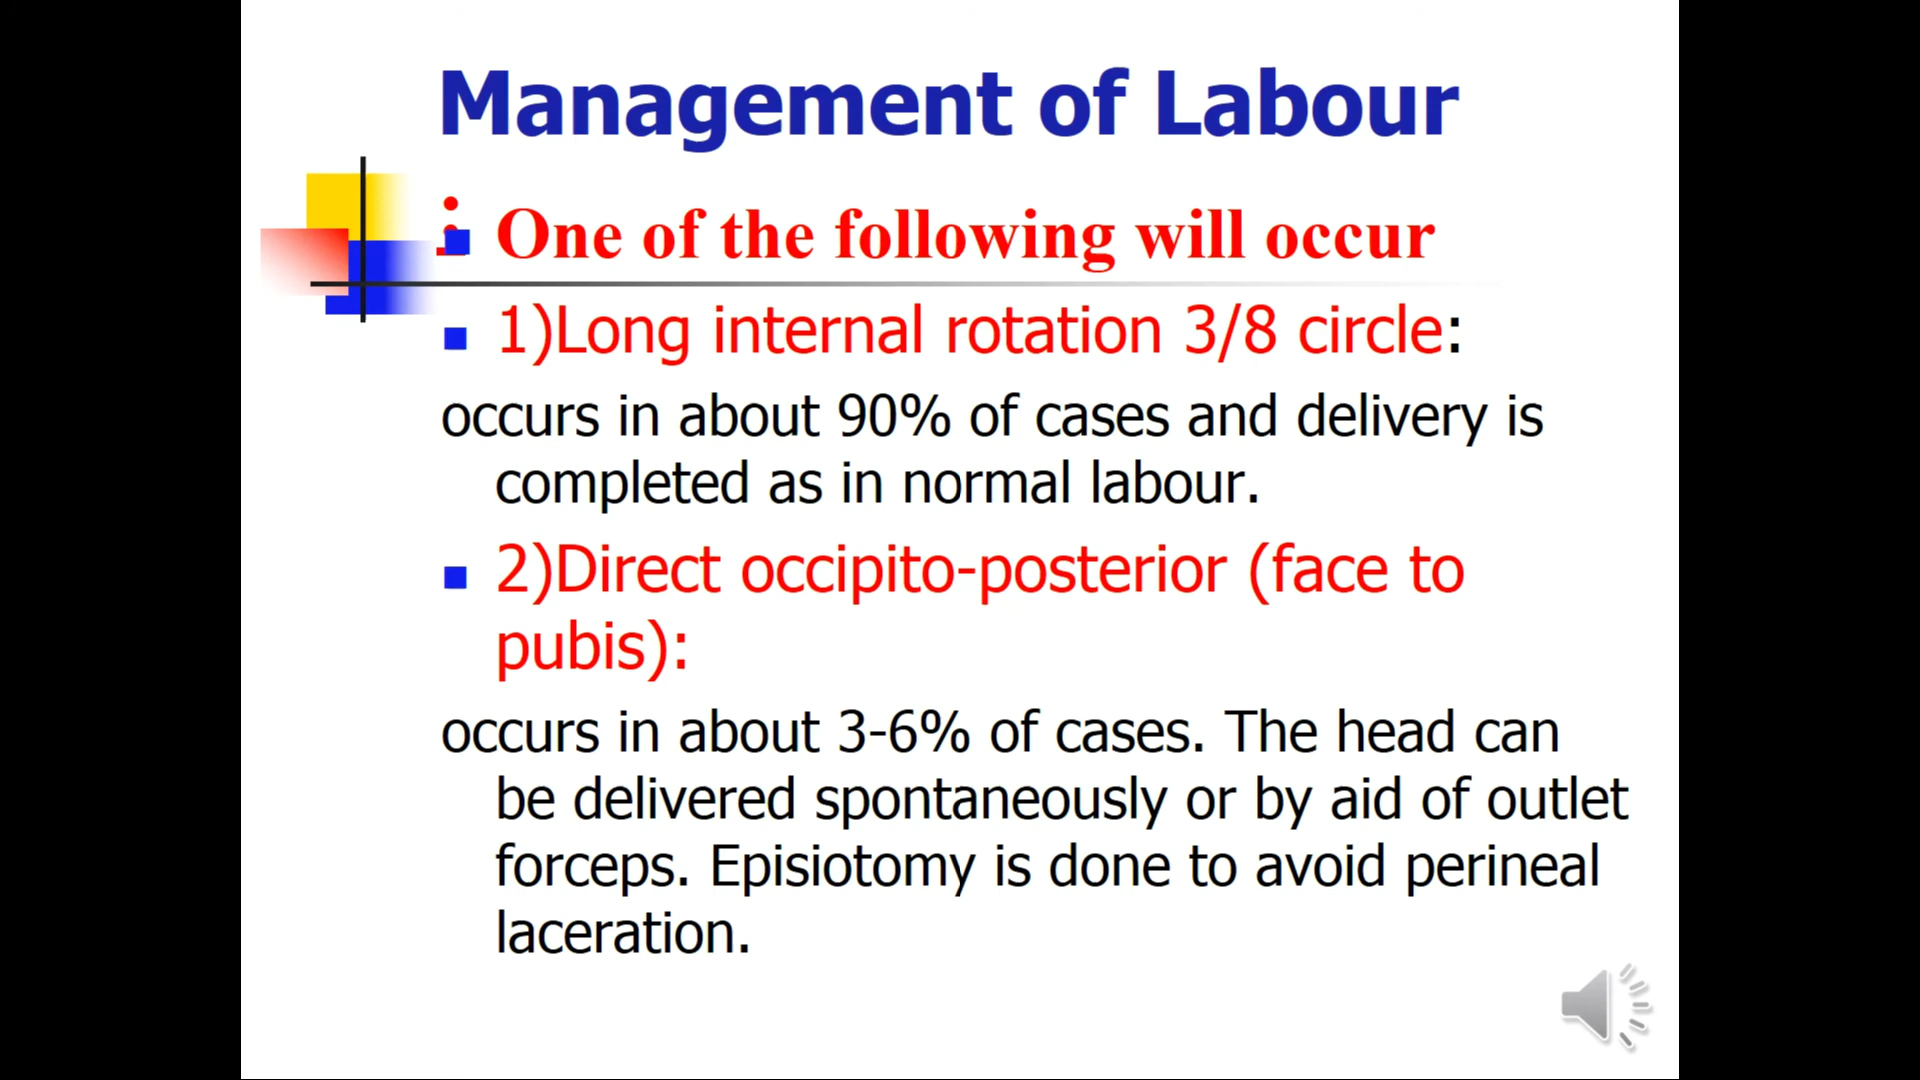 Management of Labour
: One of the following will occur
1)Long internal rotation 3/8 circle:
occurs in about 90% of cases and delivery is
completed as in normal labour.
2)Direct occipito-posterior (face to
pubis):
occurs in about 3-6% of cases. The head can
be delivered spontaneously or by aid of outlet
forceps. Episiotomy is done to avoid perineal
laceration.